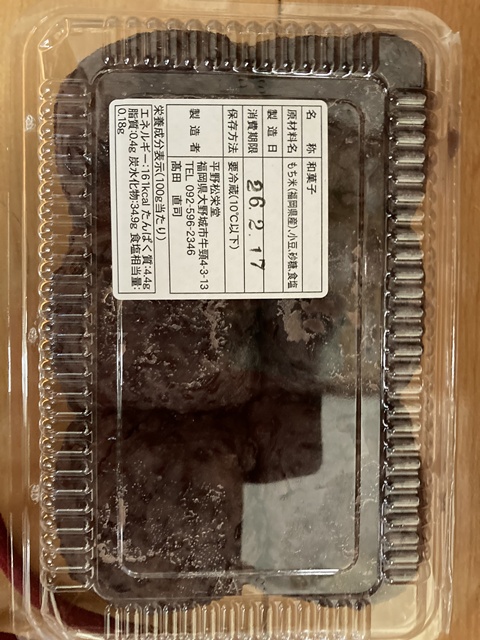 名　称 和菓子
原材料名 もち米(福岡県産)、小豆、砂糖、食塩
製造日
消費期限 26.2.17
保存方法 要冷蔵(10℃以下)
製造者 平野松栄堂
福岡県大野城市牛頸4-3-13
TEL 092-596-2346
髙田　直司
栄養成分表示(100g当たり)
エネルギー:161kcal たんぱく質:4.4g
脂質:0.4g 炭水化物:34.9g 食塩相当量:
0.18g